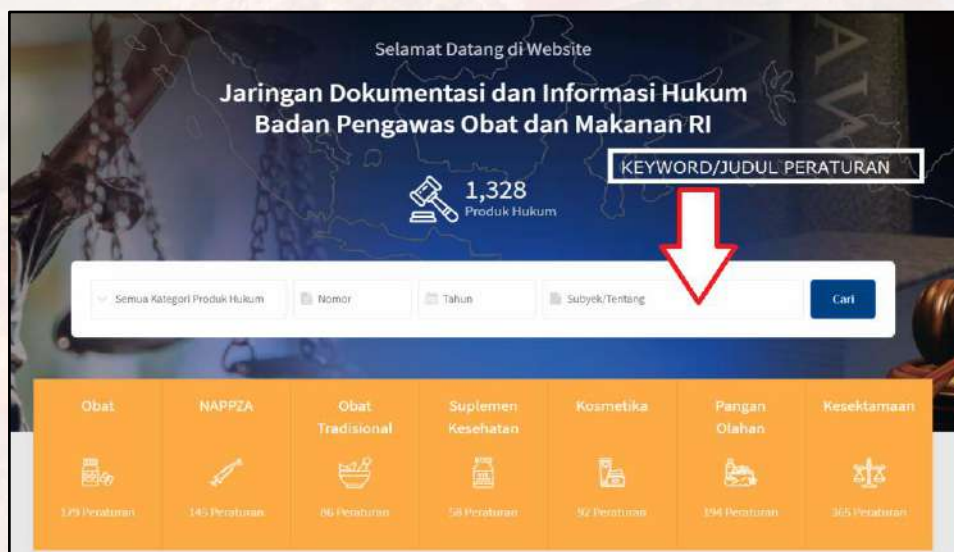 Selamat Datang di Website
Jaringan Dokumentasi dan Informasi Hukum
Badan Pengawas Obat dan Makanan RI
KEYWORD/JUDUL PERATURAN
1,328
Produk Hukum
Semua Kategori Produk Hukum
Nomor
Tahun
Subyek/Tentang
Cari
Obat
NAPPZA
Obat
Tradisional
Suplemen
Kesehatan
Kosmetika
Pangan
Olahan
Kesektamaan
179 Peraturan
145 Peraturan
86 Peraturan
58 Peraturan
92 Peraturan
194 Peraturan
365 Peraturan